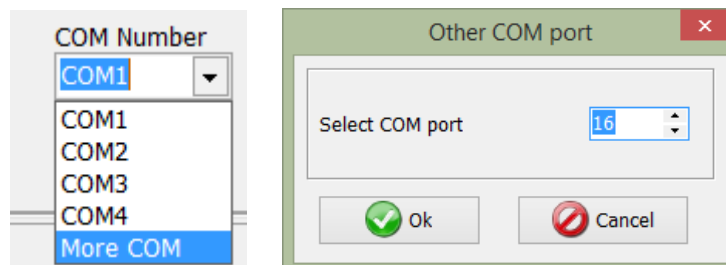 COM Number
COM1
COM1
COM2
COM3
COM4
More COM
Other COM port
Select COM port 16
Ok Cancel